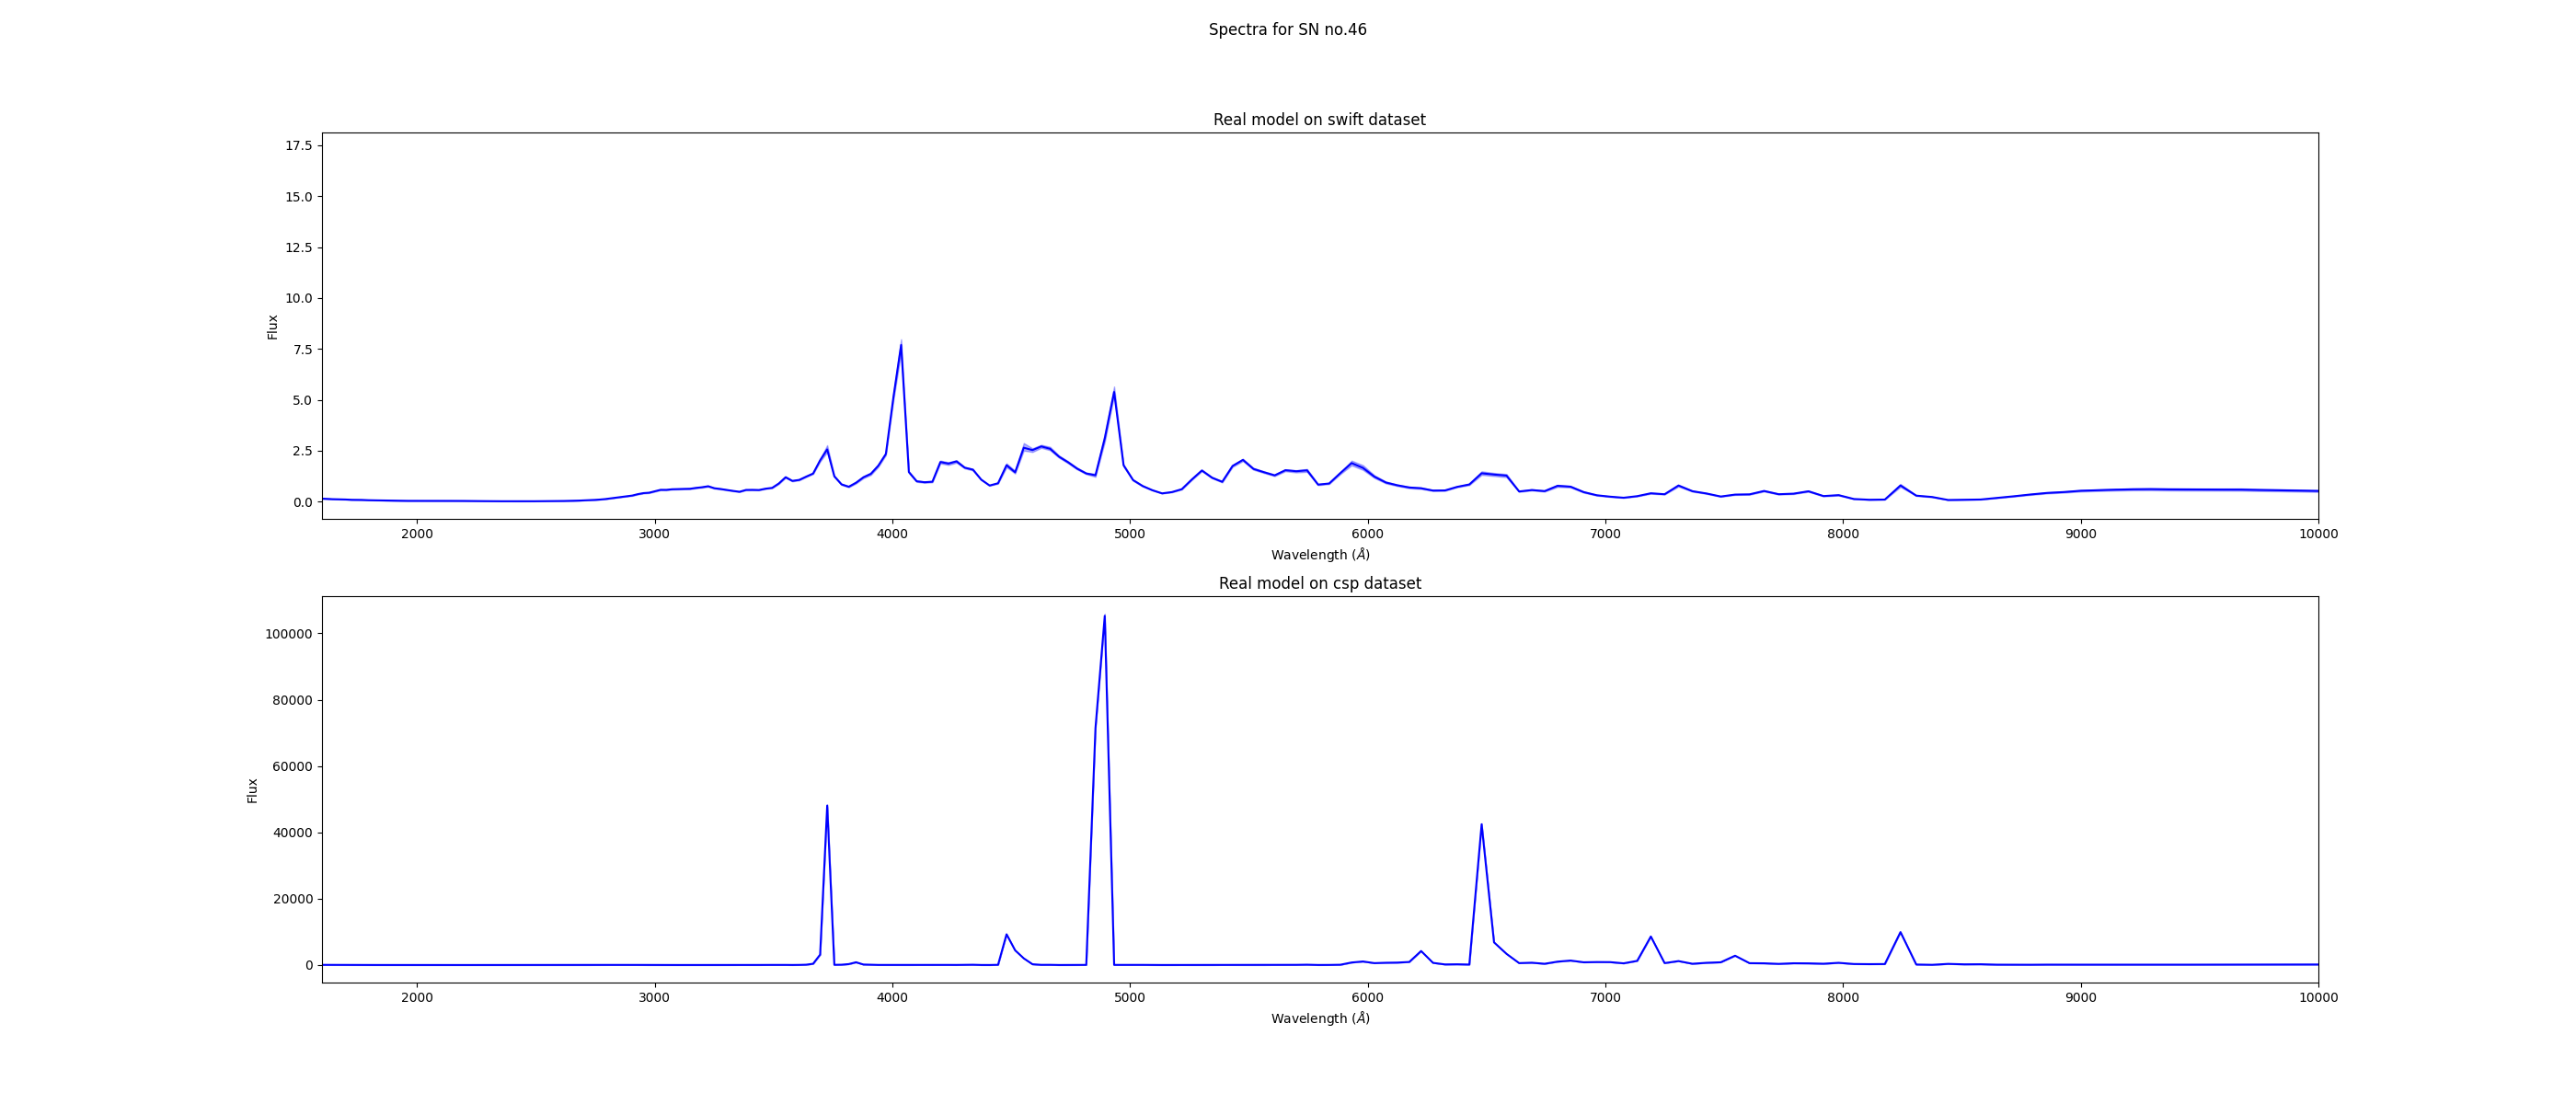 Spectra for SN no.46
Real model on swift dataset
17.5
15.0
12.5
10.0
7.5
5.0
2.5
0.0
Flux
2000 3000 4000 5000 6000 7000 8000 9000 10000
Wavelength (Å)
Real model on csp dataset
100000
80000
60000
40000
20000
0
Flux
2000 3000 4000 5000 6000 7000 8000 9000 10000
Wavelength (Å)